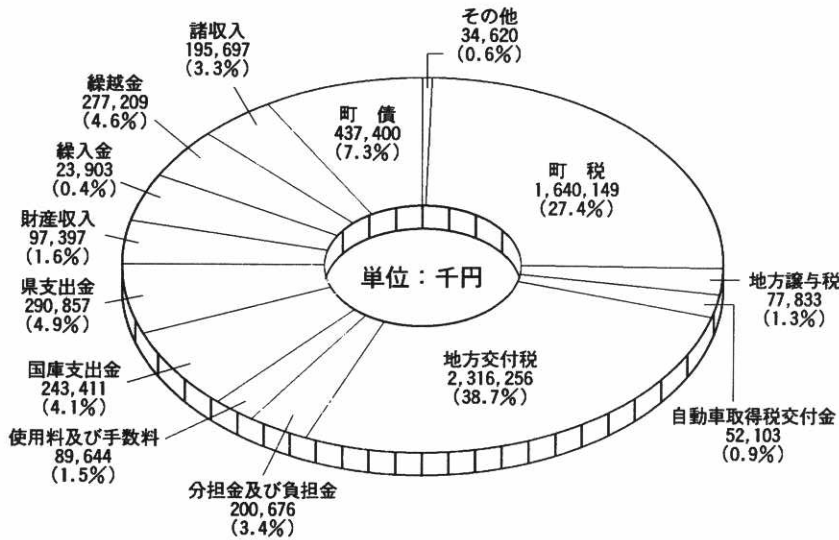 その他
34,620
(0.6%)
町税
1,640,149
(27.4%)
地方譲与税
77,833
(1.3%)
自動車取得税交付金
52,103
(0.9%)
地方交付税
2,316,256
(38.7%)
分担金及び負担金
200,676
(3.4%)
使用料及び手数料
89,644
(1.5%)
国庫支出金
243,411
(4.1%)
県支出金
290,857
(4.9%)
財産収入
97,397
(1.6%)
繰入金
23,903
(0.4%)
繰越金
277,209
(4.6%)
諸収入
195,697
(3.3%)
町債
437,400
(7.3%)
単位：千円